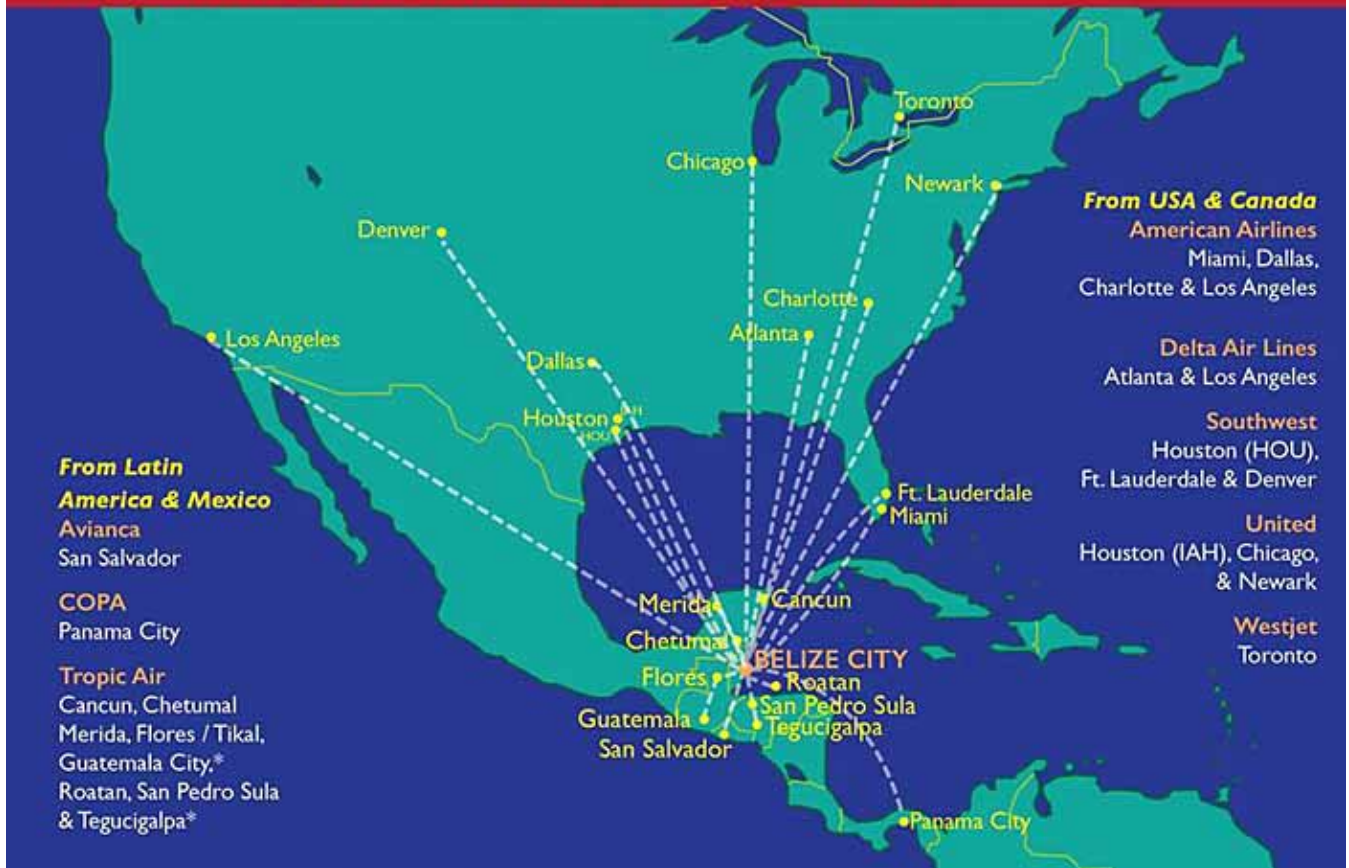 Toronto
Chicago
Newark
Denver
Charlotte
Atlanta
Los Angeles
Dallas
Houston
IAH
HOU
Ft. Lauderdale
Miami
Merida
Cancun
Chetumal
BELIZE CITY
Flores
Roatan
San Pedro Sula
Guatemala
Tegucigalpa
San Salvador
Panama City
From USA & Canada
American Airlines
Miami, Dallas,
Charlotte & Los Angeles
Delta Air Lines
Atlanta & Los Angeles
Southwest
Houston (HOU),
Ft. Lauderdale & Denver
United
Houston (IAH), Chicago,
& Newark
Westjet
Toronto
From Latin
America & Mexico
Avianca
San Salvador
COPA
Panama City
Tropic Air
Cancun, Chetumal
Merida, Flores / Tikal,
Guatemala City,*
Roatan, San Pedro Sula
& Tegucigalpa*